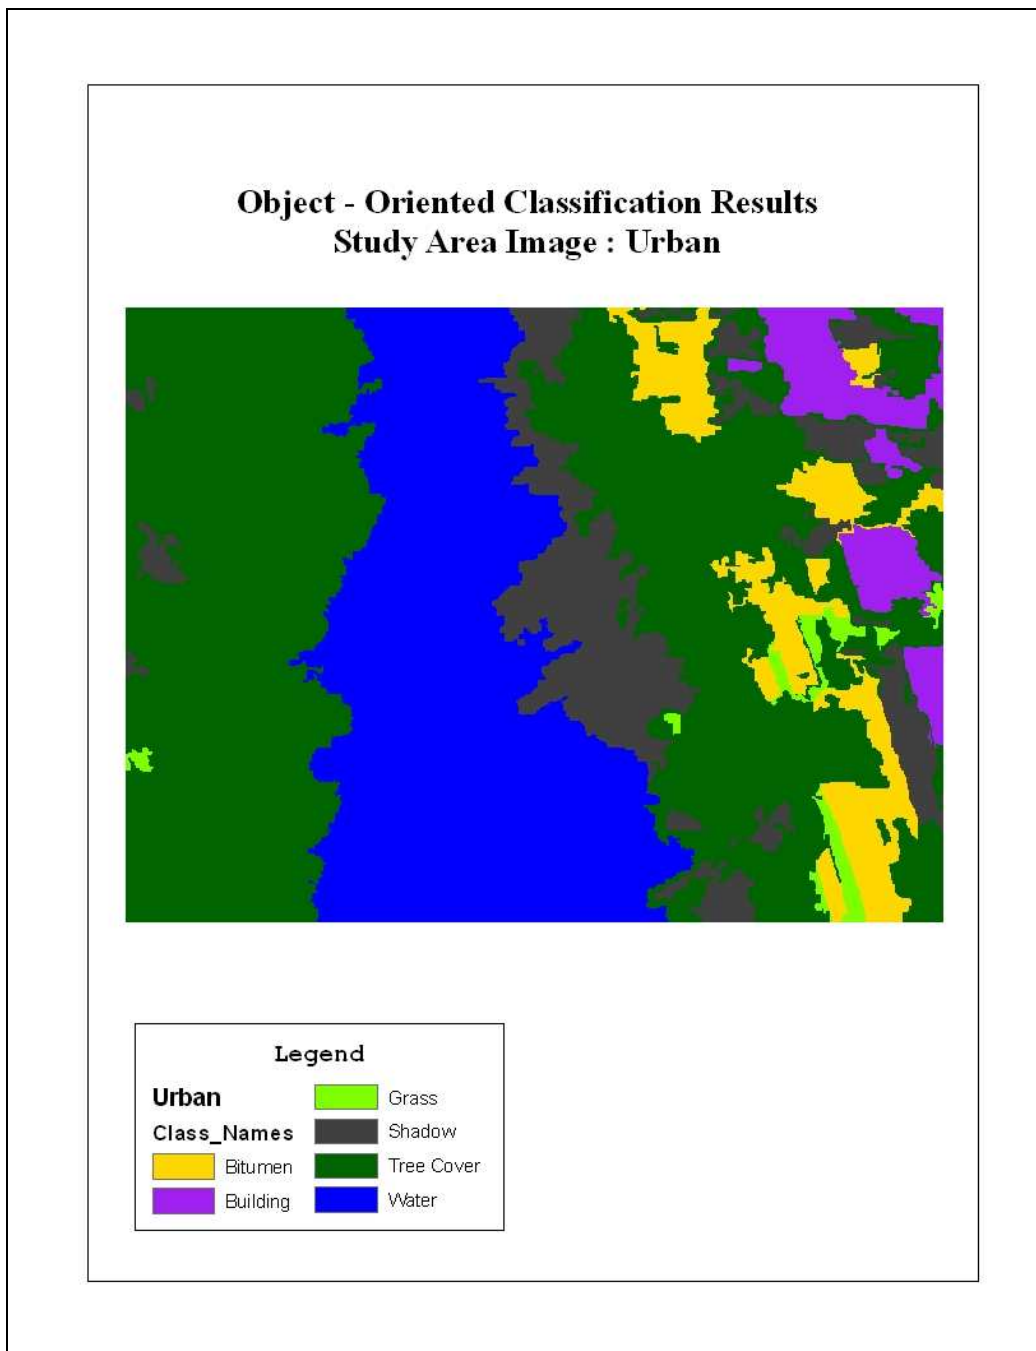 Object - Oriented Classification Results
Study Area Image : Urban
Legend
Urban
Class_Names
Bitumen
Building
Grass
Shadow
Tree Cover
Water